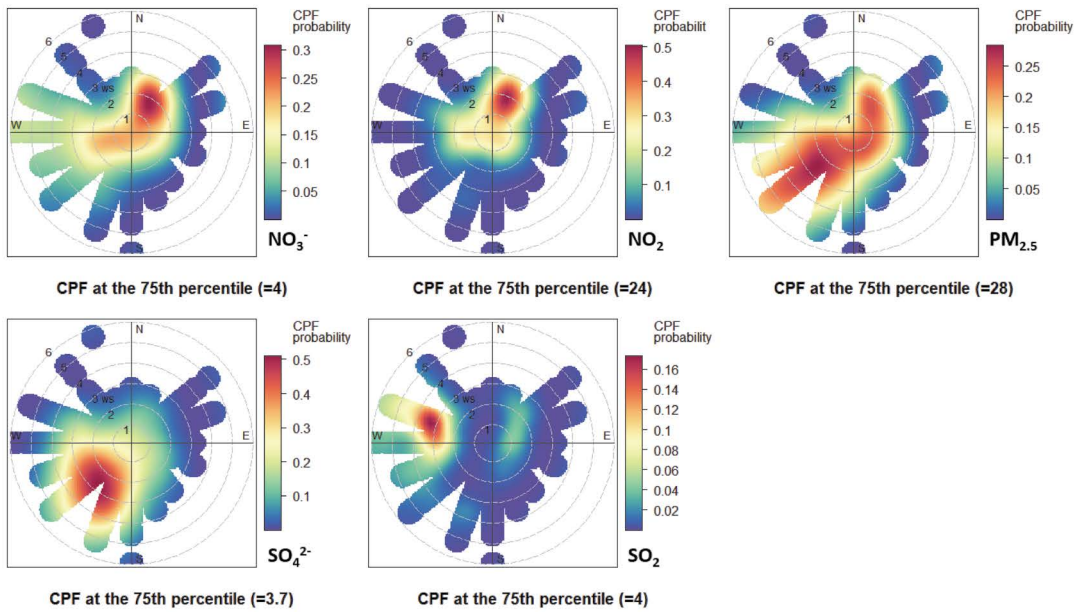 CPF
probability
N
6
5
4
3 ws
2
1
W
E
S
0.3
0.25
0.2
0.15
0.1
0.05
NO₃⁻
CPF at the 75th percentile (=4)
CPF
probabilit
N
6
5
4
3 ws
2
1
W
E
S
0.5
0.4
0.3
0.2
0.1
NO₂
CPF at the 75th percentile (=24)
CPF
probability
N
6
5
4
3 ws
2
1
W
E
S
0.25
0.2
0.15
0.1
0.05
PM₂.₅
CPF at the 75th percentile (=28)
CPF
probability
N
6
5
4
3 ws
2
1
W
E
S
0.5
0.4
0.3
0.2
0.1
SO₄²⁻
CPF at the 75th percentile (=3.7)
CPF
probability
N
6
5
4
3 ws
2
1
W
E
S
0.16
0.14
0.12
0.1
0.08
0.06
0.04
0.02
SO₂
CPF at the 75th percentile (=4)